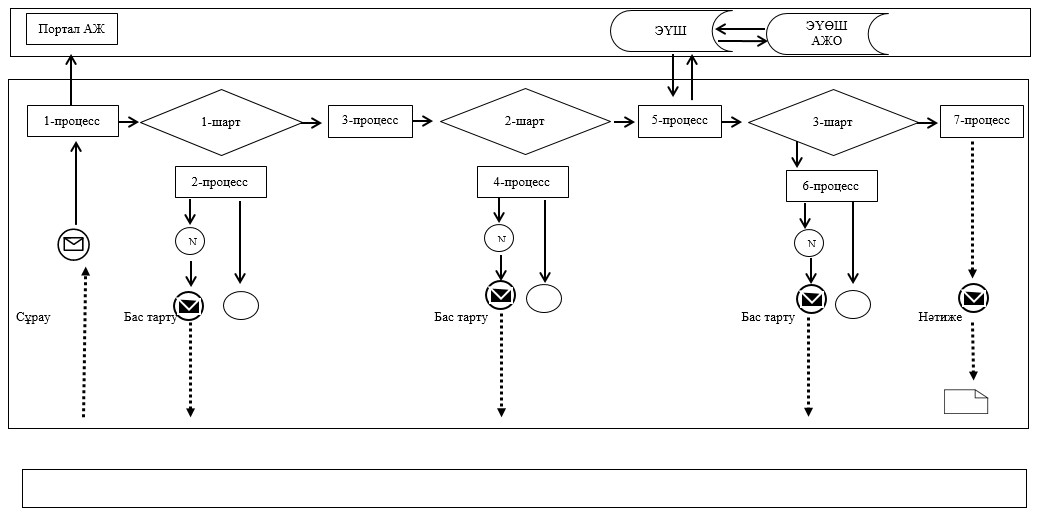 Портал АЖ
ЭҮШ
ЭҮӨШ
АЖО
1-процесс
1-шарт
3-процесс
2-шарт
5-процесс
3-шарт
7-процесс
2-процесс
4-процесс
6-процесс
N
N
N
Сұрау
Бас тарту
Бас тарту
Бас тарту
Нәтиже